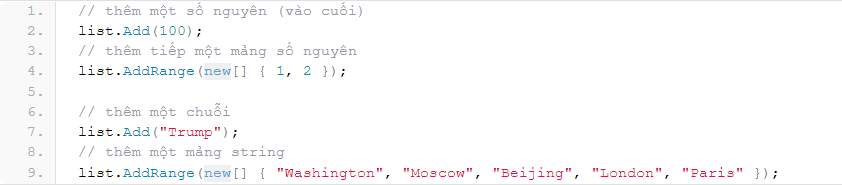 1. // thêm một số nguyên (vào cuối)
2. list.Add(100);
3. // thêm tiếp một mảng số nguyên
4. list.AddRange(new[] { 1, 2 });
5.
6. // thêm một chuỗi
7. list.Add("Trump");
8. // thêm một mảng string
9. list.AddRange(new[] { "Washington", "Moscow", "Beijing", "London", "Paris" });